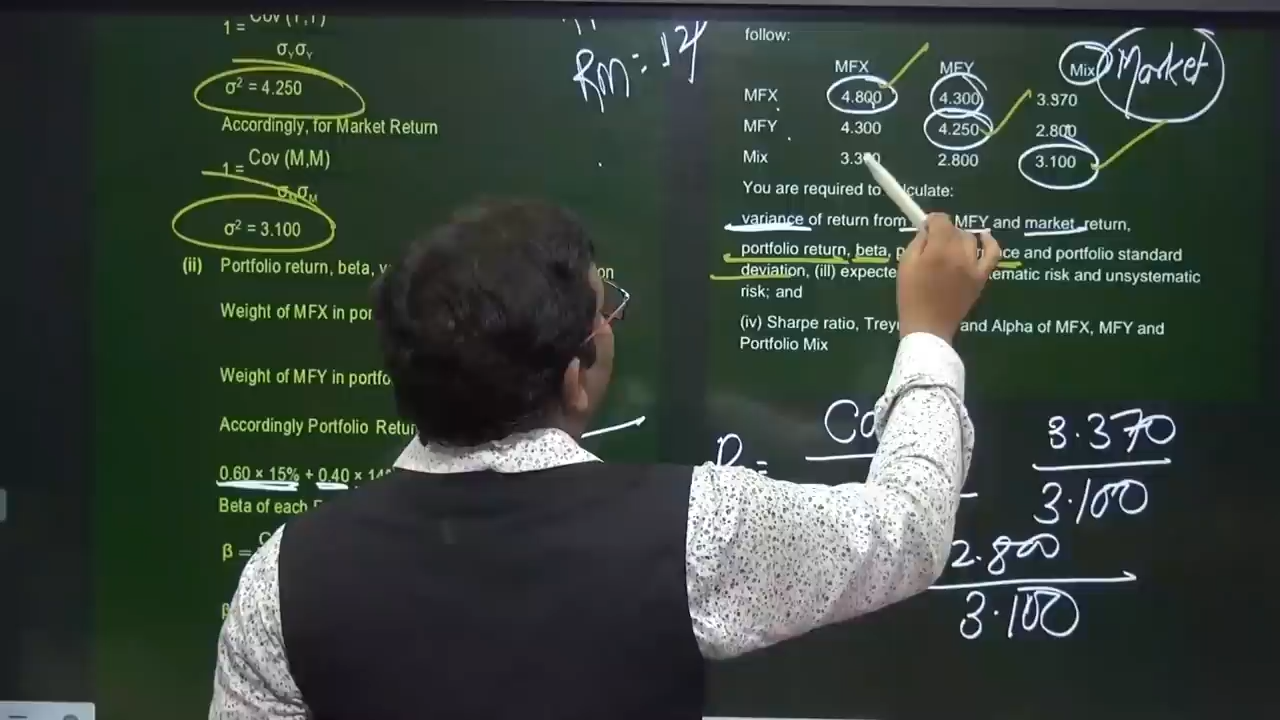 1 = Cov (Y,Y)
σYσY
σ² = 4.250
Accordingly, for Market Return
1 = Cov (M,M)
σMσM
σ² = 3.100
(ii) Portfolio return, beta, on
Weight of MFX in por
Weight of MFY in portfo
Accordingly Portfolio Retur
0.60 × 15% + 0.40 × 14
Beta of each
β =
RM = 12%
follow:
MFX MFY Mix Market
MFX 4.800 4.300 3.370
MFY 4.300 4.250 2.800
Mix 2.800 3.100
You are required to calculate:
variance of return from MFY and market return,
portfolio return, beta, and portfolio standard
deviation, (iii) expecte ematic risk and unsystematic
risk; and
(iv) Sharpe ratio, Trey and Alpha of MFX, MFY and
Portfolio Mix
Co
3.370
3.100
2.800
3.100